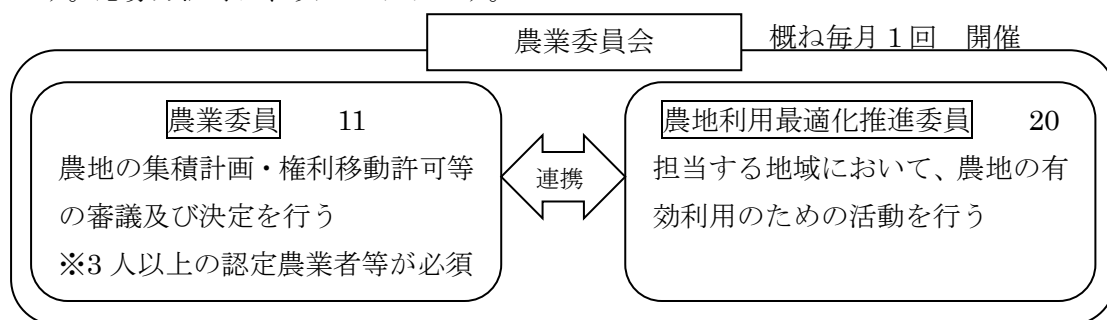 農業委員会
概ね毎月1回 開催
農業委員 11
農地の集積計画・権利移動許可等
の審議及び決定を行う
※3人以上の認定農業者等が必須
連携
農地利用最適化推進委員 20
担当する地域において、農地の有
効利用のための活動を行う